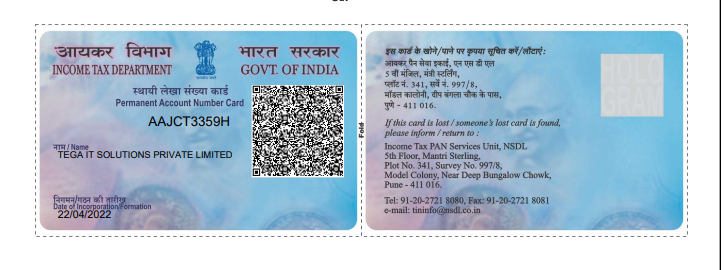 आयकर विभाग
INCOME TAX DEPARTMENT
भारत सरकार
GOVT. OF INDIA
स्थायी लेखा संख्या कार्ड
Permanent Account Number Card
AAJCT3359H
नाम / Name
TEGA IT SOLUTIONS PRIVATE LIMITED
निगमन/गठन की तारीख
Date of Incorporation/Formation
22/04/2022
Fold
इस कार्ड के खोने/पाने पर कृपया सूचित करें/लौटाएं :
आयकर पैन सेवा इकाई, एन एस डी एल
5 वीं मंजिल, मंत्री स्टर्लिंग,
प्लॉट नं. 341, सर्वे नं. 997/8,
मॉडल कालोनी, दीप बंगला चौक के पास,
पुणे - 411 016.
If this card is lost / someone's lost card is found,
please inform / return to :
Income Tax PAN Services Unit, NSDL
5th Floor, Mantri Sterling,
Plot No. 341, Survey No. 997/8,
Model Colony, Near Deep Bungalow Chowk,
Pune - 411 016.
Tel: 91-20-2721 8080, Fax: 91-20-2721 8081
e-mail: tininfo@nsdl.co.in